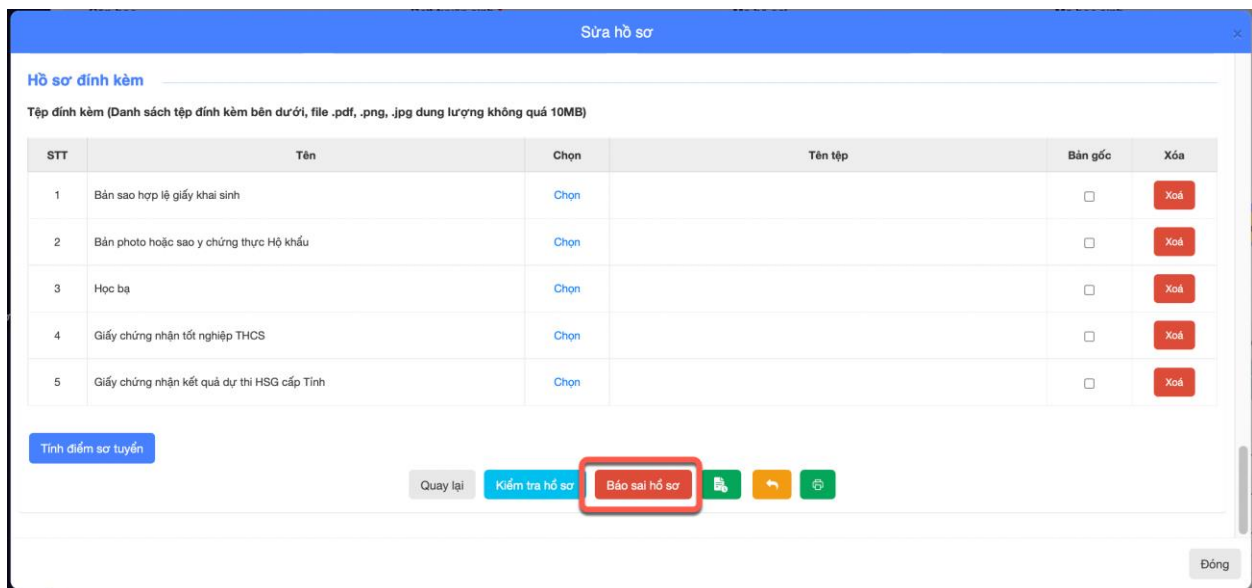 Sửa hồ sơ
×
Hồ sơ đính kèm
Tệp đính kèm (Danh sách tệp đính kèm bên dưới, file .pdf, .png, .jpg dung lượng không quá 10MB)
STT Tên Chọn Tên tệp Bản gốc Xóa
1 Bản sao hợp lệ giấy khai sinh Chọn Xoá
2 Bản photo hoặc sao y chứng thực Hộ khẩu Chọn Xoá
3 Học bạ Chọn Xoá
4 Giấy chứng nhận tốt nghiệp THCS Chọn Xoá
5 Giấy chứng nhận kết quả dự thi HSG cấp Tỉnh Chọn Xoá
Tính điểm sơ tuyển
Quay lại Kiểm tra hồ sơ Báo sai hồ sơ
Đóng